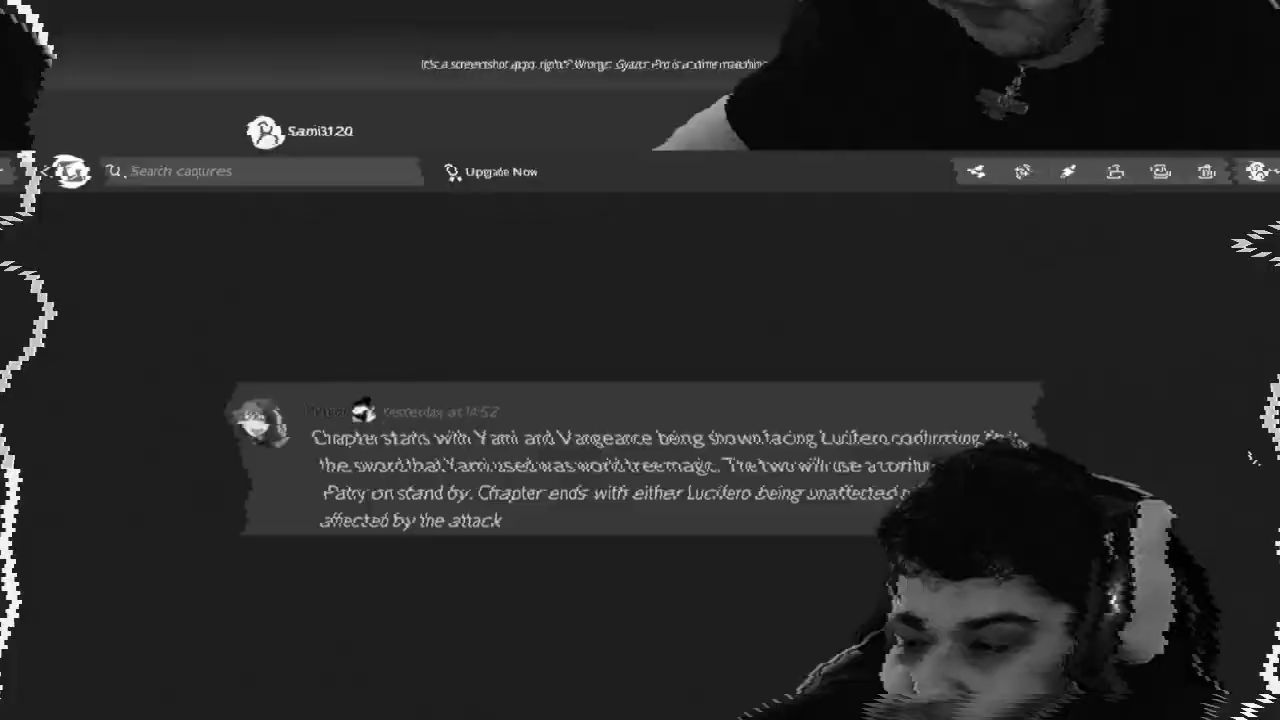 It's a screenshot app, right? Wrong: Gyazo Pro is a time machine
Sami3120
Search captures
Upgrade Now
Yesterday at 14:52
Chapter starts with Yami and Vangeance being shown facing Lucifero confirming
the sword that Yami used was world tree magic. The two will use a
Patry on stand by. Chapter ends with either Lucifero being unaffected
affected by the attack